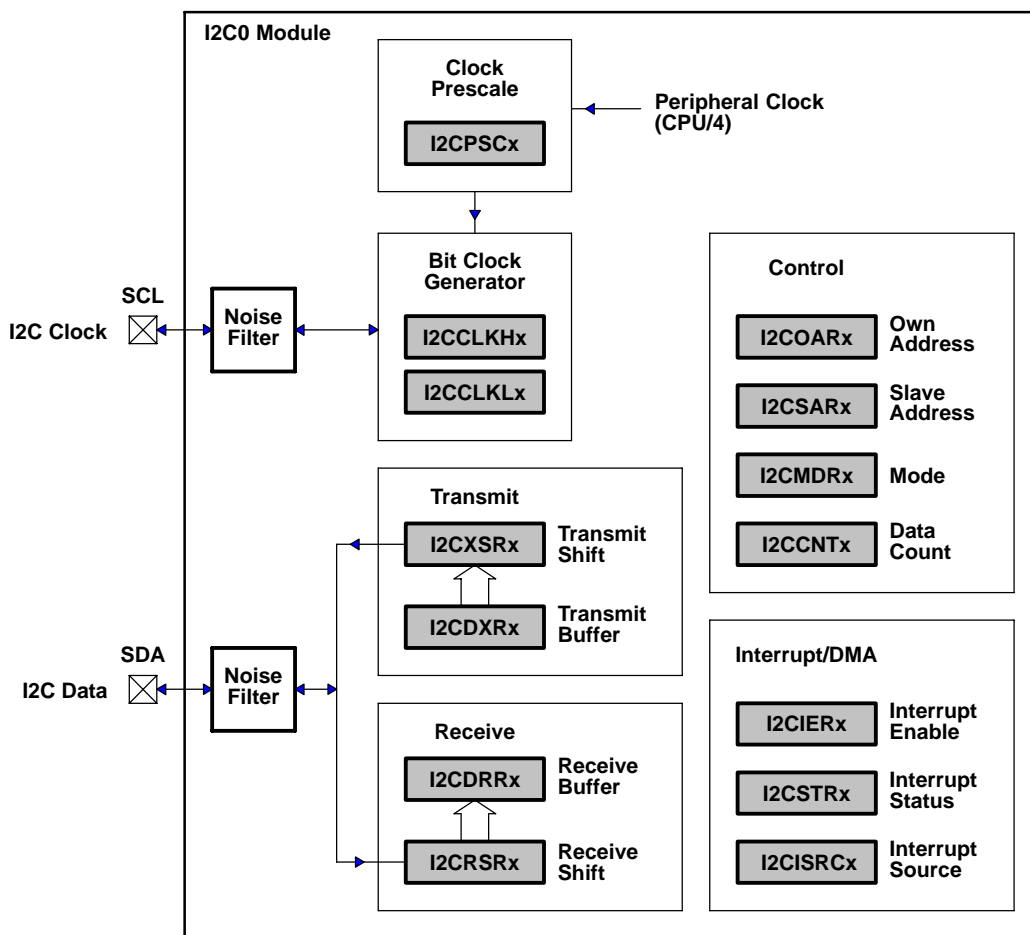 I2C0 Module
Clock
Prescale
I2CPSCx
Peripheral Clock
(CPU/4)
Bit Clock
Generator
I2CCLKHx
I2CCLKLx
SCL
I2C Clock
Noise
Filter
Control
I2COARx
Own
Address
I2CSARx
Slave
Address
I2CMDRx
Mode
I2CCNTx
Data
Count
Transmit
I2CXSRx
Transmit
Shift
I2CDXRx
Transmit
Buffer
SDA
I2C Data
Noise
Filter
Receive
I2CDRRx
Receive
Buffer
I2CRSRx
Receive
Shift
Interrupt/DMA
I2CIERx
Interrupt
Enable
I2CSTRx
Interrupt
Status
I2CISRCx
Interrupt
Source